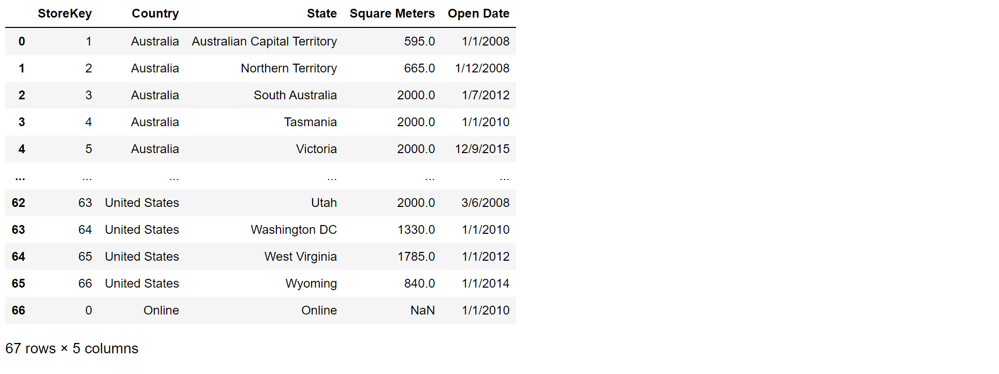 StoreKey Country State Square Meters Open Date
0 1 Australia Australian Capital Territory 595.0 1/1/2008
1 2 Australia Northern Territory 665.0 1/12/2008
2 3 Australia South Australia 2000.0 1/7/2012
3 4 Australia Tasmania 2000.0 1/1/2010
4 5 Australia Victoria 2000.0 12/9/2015
... ... ... ... ... ...
62 63 United States Utah 2000.0 3/6/2008
63 64 United States Washington DC 1330.0 1/1/2010
64 65 United States West Virginia 1785.0 1/1/2012
65 66 United States Wyoming 840.0 1/1/2014
66 0 Online Online NaN 1/1/2010
67 rows × 5 columns